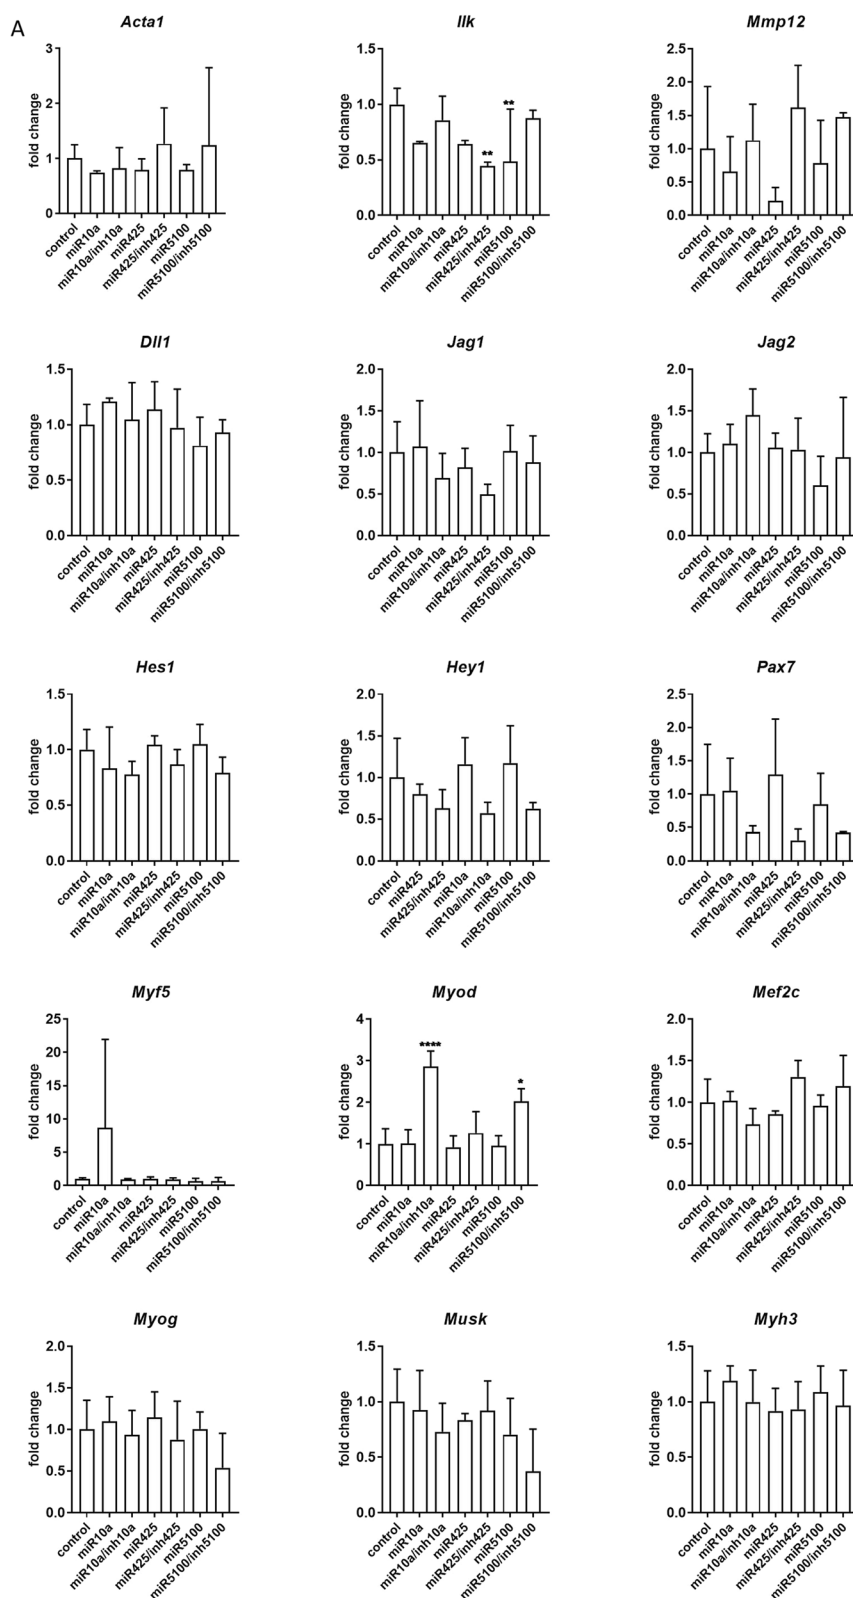 A
Acta1
fold change
3
2
1
0
control
miR10a
miR10a/inh10a
miR425
miR425/inh425
miR5100
miR5100/inh5100
Ilk
fold change
1.5
1.0
0.5
0.0
**
**
control
miR10a
miR10a/inh10a
miR425
miR425/inh425
miR5100
miR5100/inh5100
Mmp12
fold change
2.5
2.0
1.5
1.0
0.5
0.0
control
miR10a
miR10a/inh10a
miR425
miR425/inh425
miR5100
miR5100/inh5100
Dll1
fold change
1.5
1.0
0.5
0.0
control
miR10a
miR10a/inh10a
miR425
miR425/inh425
miR5100
miR5100/inh5100
Jag1
fold change
2.0
1.5
1.0
0.5
0.0
control
miR10a
miR10a/inh10a
miR425
miR425/inh425
miR5100
miR5100/inh5100
Jag2
fold change
2.0
1.5
1.0
0.5
0.0
control
miR10a
miR10a/inh10a
miR425
miR425/inh425
miR5100
miR5100/inh5100
Hes1
fold change
1.5
1.0
0.5
0.0
control
miR10a
miR10a/inh10a
miR425
miR425/inh425
miR5100
miR5100/inh5100
Hey1
fold change
2.0
1.5
1.0
0.5
0.0
control
miR425
miR425/inh425
miR10a
miR10a/inh10a
miR5100
miR5100/inh5100
Pax7
fold change
2.5
2.0
1.5
1.0
0.5
0.0
control
miR10a
miR10a/inh10a
miR425
miR425/inh425
miR5100
miR5100/inh5100
Myf5
fold change
25
20
15
10
5
0
control
miR10a
miR10a/inh10a
miR425
miR425/inh425
miR5100
miR5100/inh5100
Myod
fold change
4
3
2
1
0
****
*
control
miR10a
miR10a/inh10a
miR425
miR425/inh425
miR5100
miR5100/inh5100
Mef2c
fold change
2.0
1.5
1.0
0.5
0.0
control
miR10a
miR10a/inh10a
miR425
miR425/inh425
miR5100
miR5100/inh5100
Myog
fold change
2.0
1.5
1.0
0.5
0.0
control
miR10a
miR10a/inh10a
miR425
miR425/inh425
miR5100
miR5100/inh5100
Musk
fold change
1.5
1.0
0.5
0.0
control
miR10a
miR10a/inh10a
miR425
miR425/inh425
miR5100
miR5100/inh5100
Myh3
fold change
1.5
1.0
0.5
0.0
control
miR10a
miR10a/inh10a
miR425
miR425/inh425
miR5100
miR5100/inh5100